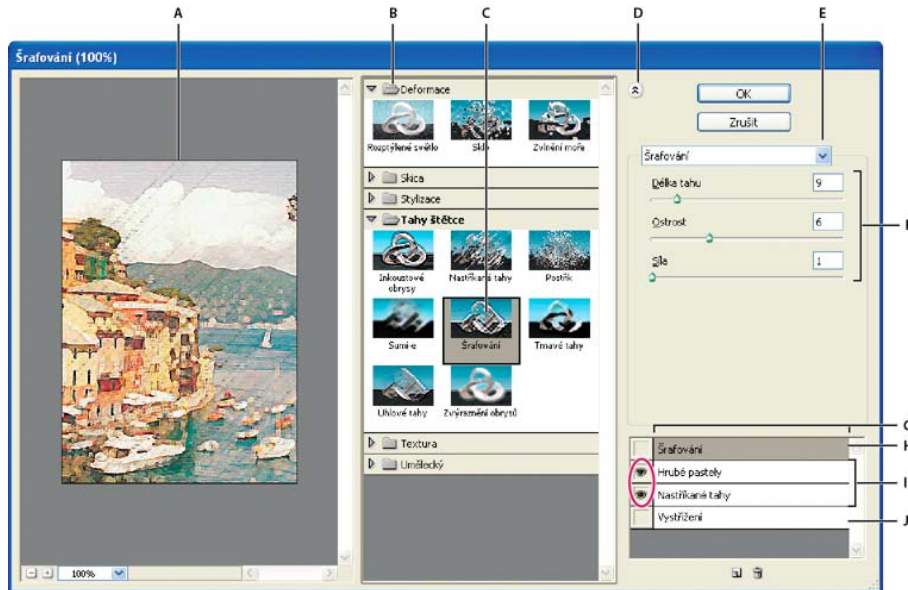 A B C D E
Šrafování (100%)
Deformace
Rozptýlené světlo Sklo Zvlnění moře
Skica
Stylizace
Tahy štětce
Inkoustové obrysy Nastříkané tahy Postřik
Sumi-e Šrafování Tmavé tahy
Uhlové tahy Zvýraznění obrysů
Textura
Umělecký
OK
Zrušit
Šrafování
Délka tahu 9
Ostrost 6
Síla 1
G
Šrafování H
Hrubé pastely
I
Nastříkané tahy
Vystřižení J
100%